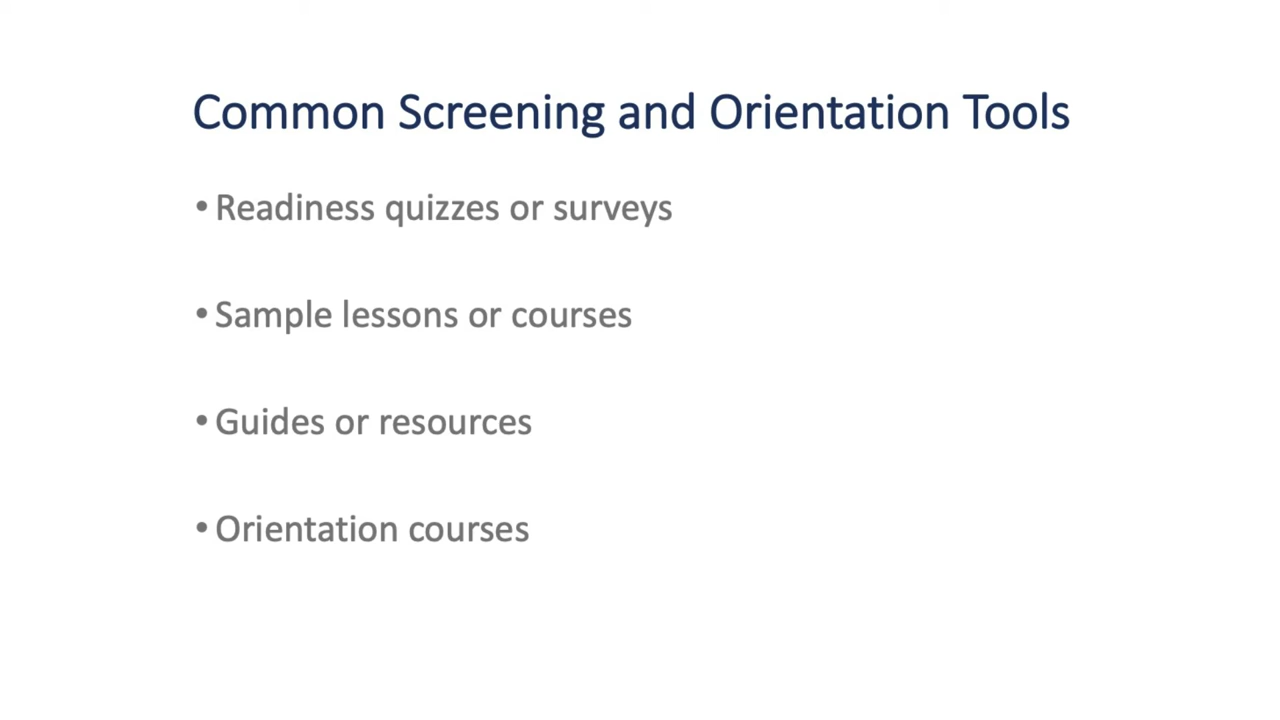 Common Screening and Orientation Tools
• Readiness quizzes or surveys
• Sample lessons or courses
• Guides or resources
• Orientation courses